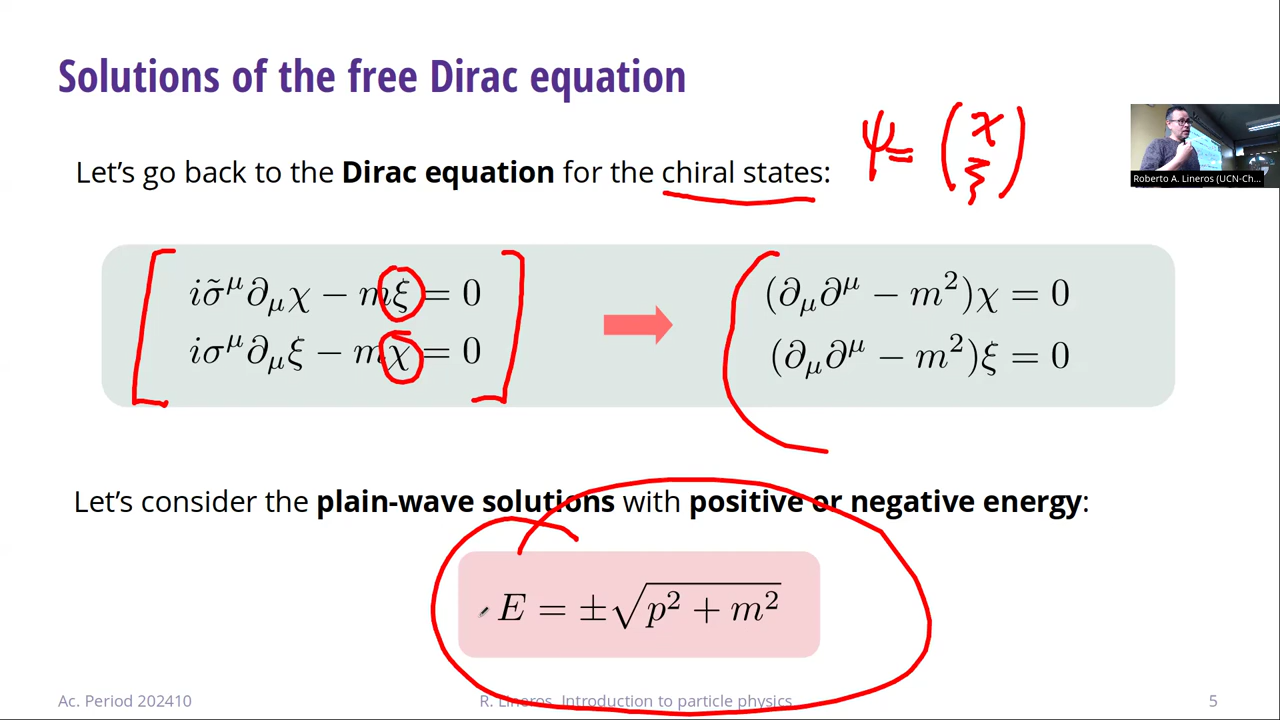 Solutions of the free Dirac equation
Let's go back to the Dirac equation for the chiral states:
ψ= (χ ξ)
Roberto A. Lineros (UCN-Ch...
iσ̃^μ∂_μχ − mξ = 0
iσ^μ∂_μξ − mχ = 0
(∂_μ∂^μ − m²)χ = 0
(∂_μ∂^μ − m²)ξ = 0
Let's consider the plain-wave solutions with positive or negative energy:
E = ±√(p² + m²)
Ac. Period 202410
R. Lineros. Introduction to particle physics
5